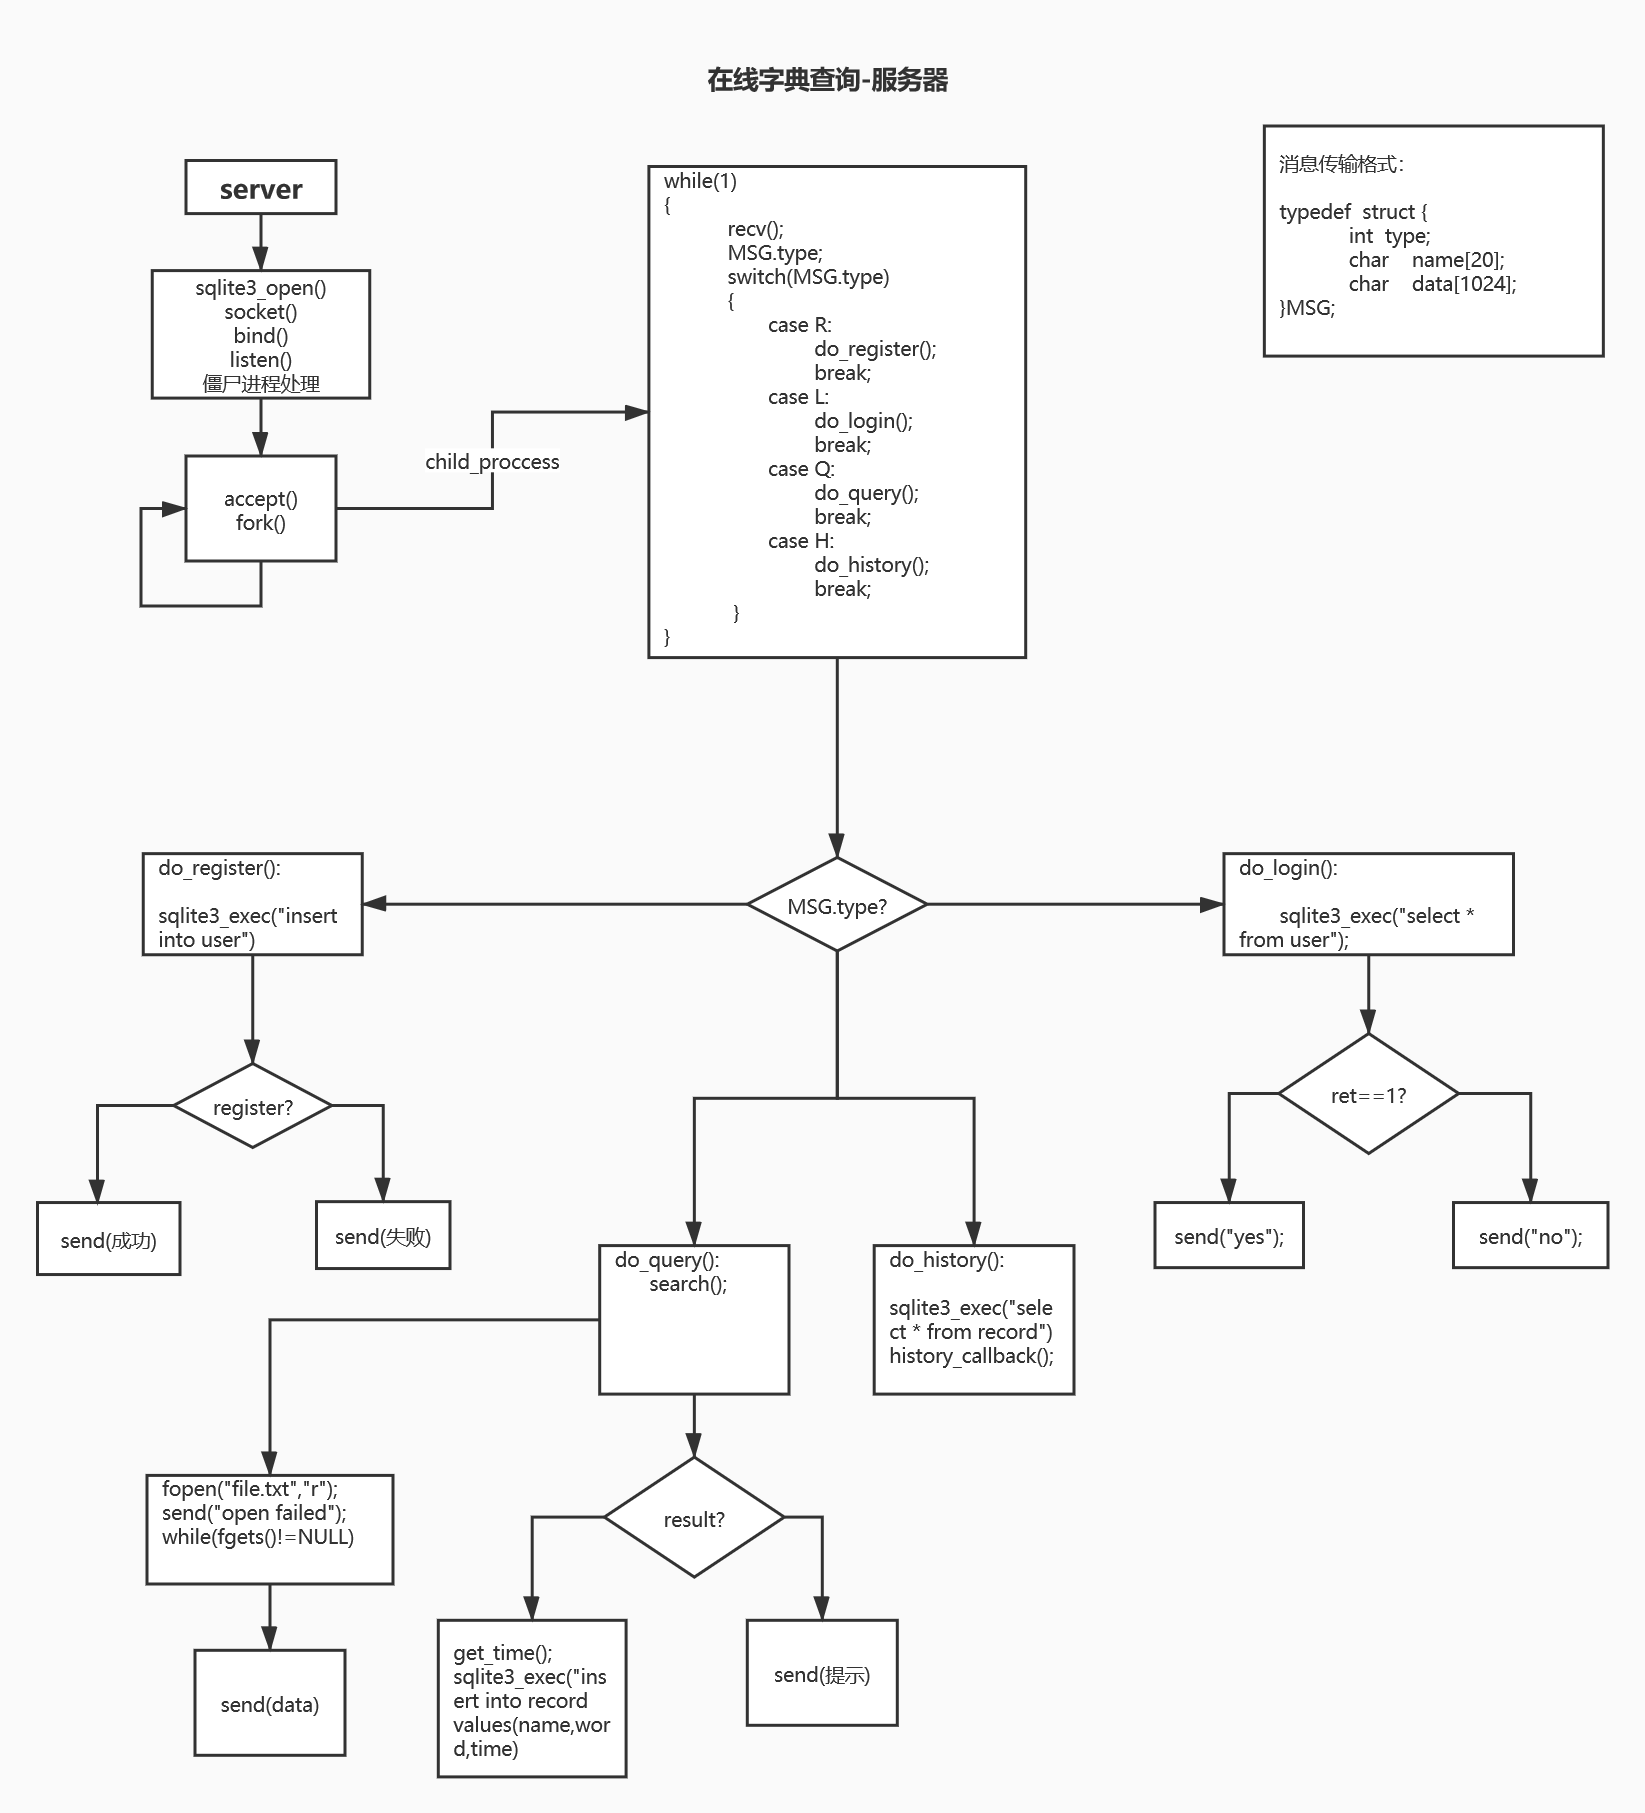 在线字典查询-服务器
server
sqlite3_open()
socket()
bind()
listen()
僵尸进程处理
accept()
fork()
child_proccess
while(1)
{
recv();
MSG.type;
switch(MSG.type)
{
case R:
do_register();
break;
case L:
do_login();
break;
case Q:
do_query();
break;
case H:
do_history();
break;
}
}
消息传输格式：
typedef  struct {
int  type;
char    name[20];
char    data[1024];
}MSG;
MSG.type?
do_register():
sqlite3_exec("insert
into user")
register?
send(成功)
send(失败)
do_login():
sqlite3_exec("select *
from user");
ret==1?
send("yes");
send("no");
do_query():
search();
do_history():
sqlite3_exec("sele
ct * from record")
history_callback();
fopen("file.txt","r");
send("open failed");
while(fgets()!=NULL)
send(data)
result?
get_time();
sqlite3_exec("ins
ert into record
values(name,wor
d,time)
send(提示)